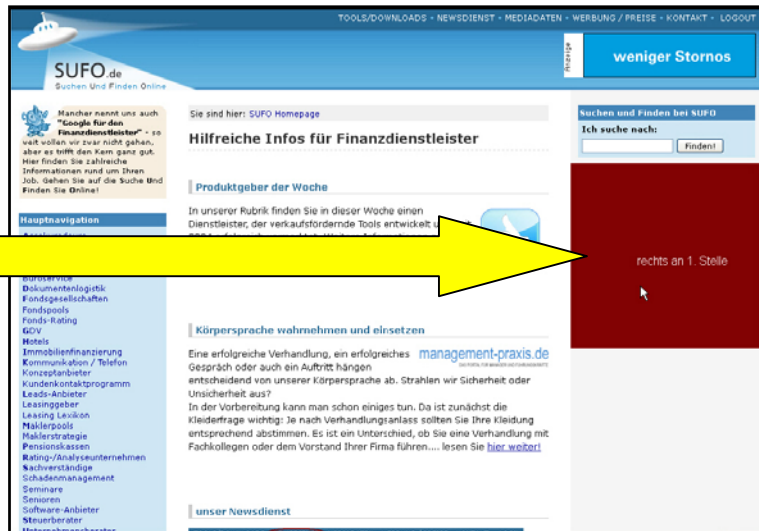 TOOLS/DOWNLOADS - NEWSDIENST - MEDIADATEN - WERBUNG / PREISE - KONTAKT - LOGOUT
SUFO.de
Suchen Und Finden Online
Anzeige
weniger Stornos
Mancher nennt uns auch
"Google für den
Finanzdienstleister" - so
weit wollen wir zwar nicht gehen,
aber es trifft den Kern ganz gut.
Hier finden Sie zahlreiche
Informationen rund um Ihren
Job. Gehen Sie auf die Suche Und
Finden Sie Online!
Hauptnavigation
Büroservice
Dokumentenlogistik
Fondsgesellschaften
Fondspools
Fonds-Rating
GDV
Hotels
Immobilienfinanzierung
Kommunikation / Telefon
Konzeptanbieter
Kundenkontaktprogramm
Leads-Anbieter
Leasinggeber
Leasing Lexikon
Maklerpools
Maklerstrategie
Pensionskassen
Rating-/Analyseunternehmen
Sachverständige
Schadenmanagement
Seminare
Senioren
Software-Anbieter
Steuerberater
Unternehmensberater
Sie sind hier: SUFO Homepage
Hilfreiche Infos für Finanzdienstleister
Produktgeber der Woche
In unserer Rubrik finden Sie in dieser Woche einen
Dienstleister, der verkaufsfördernde Tools entwickelt
Körpersprache wahrnehmen und einsetzen
management-praxis.de
Eine erfolgreiche Verhandlung, ein erfolgreiches
Gespräch oder auch ein Auftritt hängen
entscheidend von unserer Körpersprache ab. Strahlen wir Sicherheit oder
Unsicherheit aus?
In der Vorbereitung kann man schon einiges tun. Da ist zunächst die
Kleiderfrage wichtig: Je nach Verhandlungsanlass sollten Sie Ihre Kleidung
entsprechend abstimmen. Es ist ein Unterschied, ob Sie eine Verhandlung mit
Fachkollegen oder dem Vorstand Ihrer Firma führen.... lesen Sie hier weiter!
unser Newsdienst
Suchen und Finden bei SUFO
Ich suche nach:
Finden!
rechts an 1. Stelle